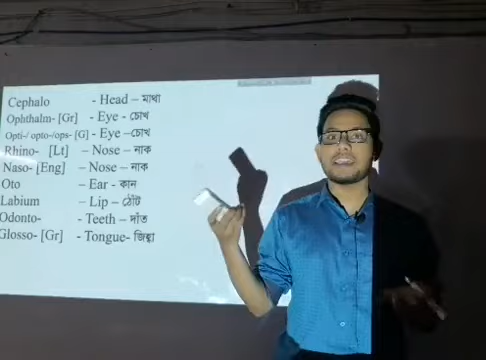 Cephalo - Head – মাথা
Ophthalm- [Gr] - Eye - চোখ
Opti-/ opto-/ops- [G] - Eye –চোখ
Rhino- [Lt] – Nose – নাক
Naso- [Eng] – Nose – নাক
Oto – Ear - কান
Labium – Lip – ঠোঁট
Odonto- - Teeth – দাঁত
Glosso- [Gr] - Tongue- জিহ্বা